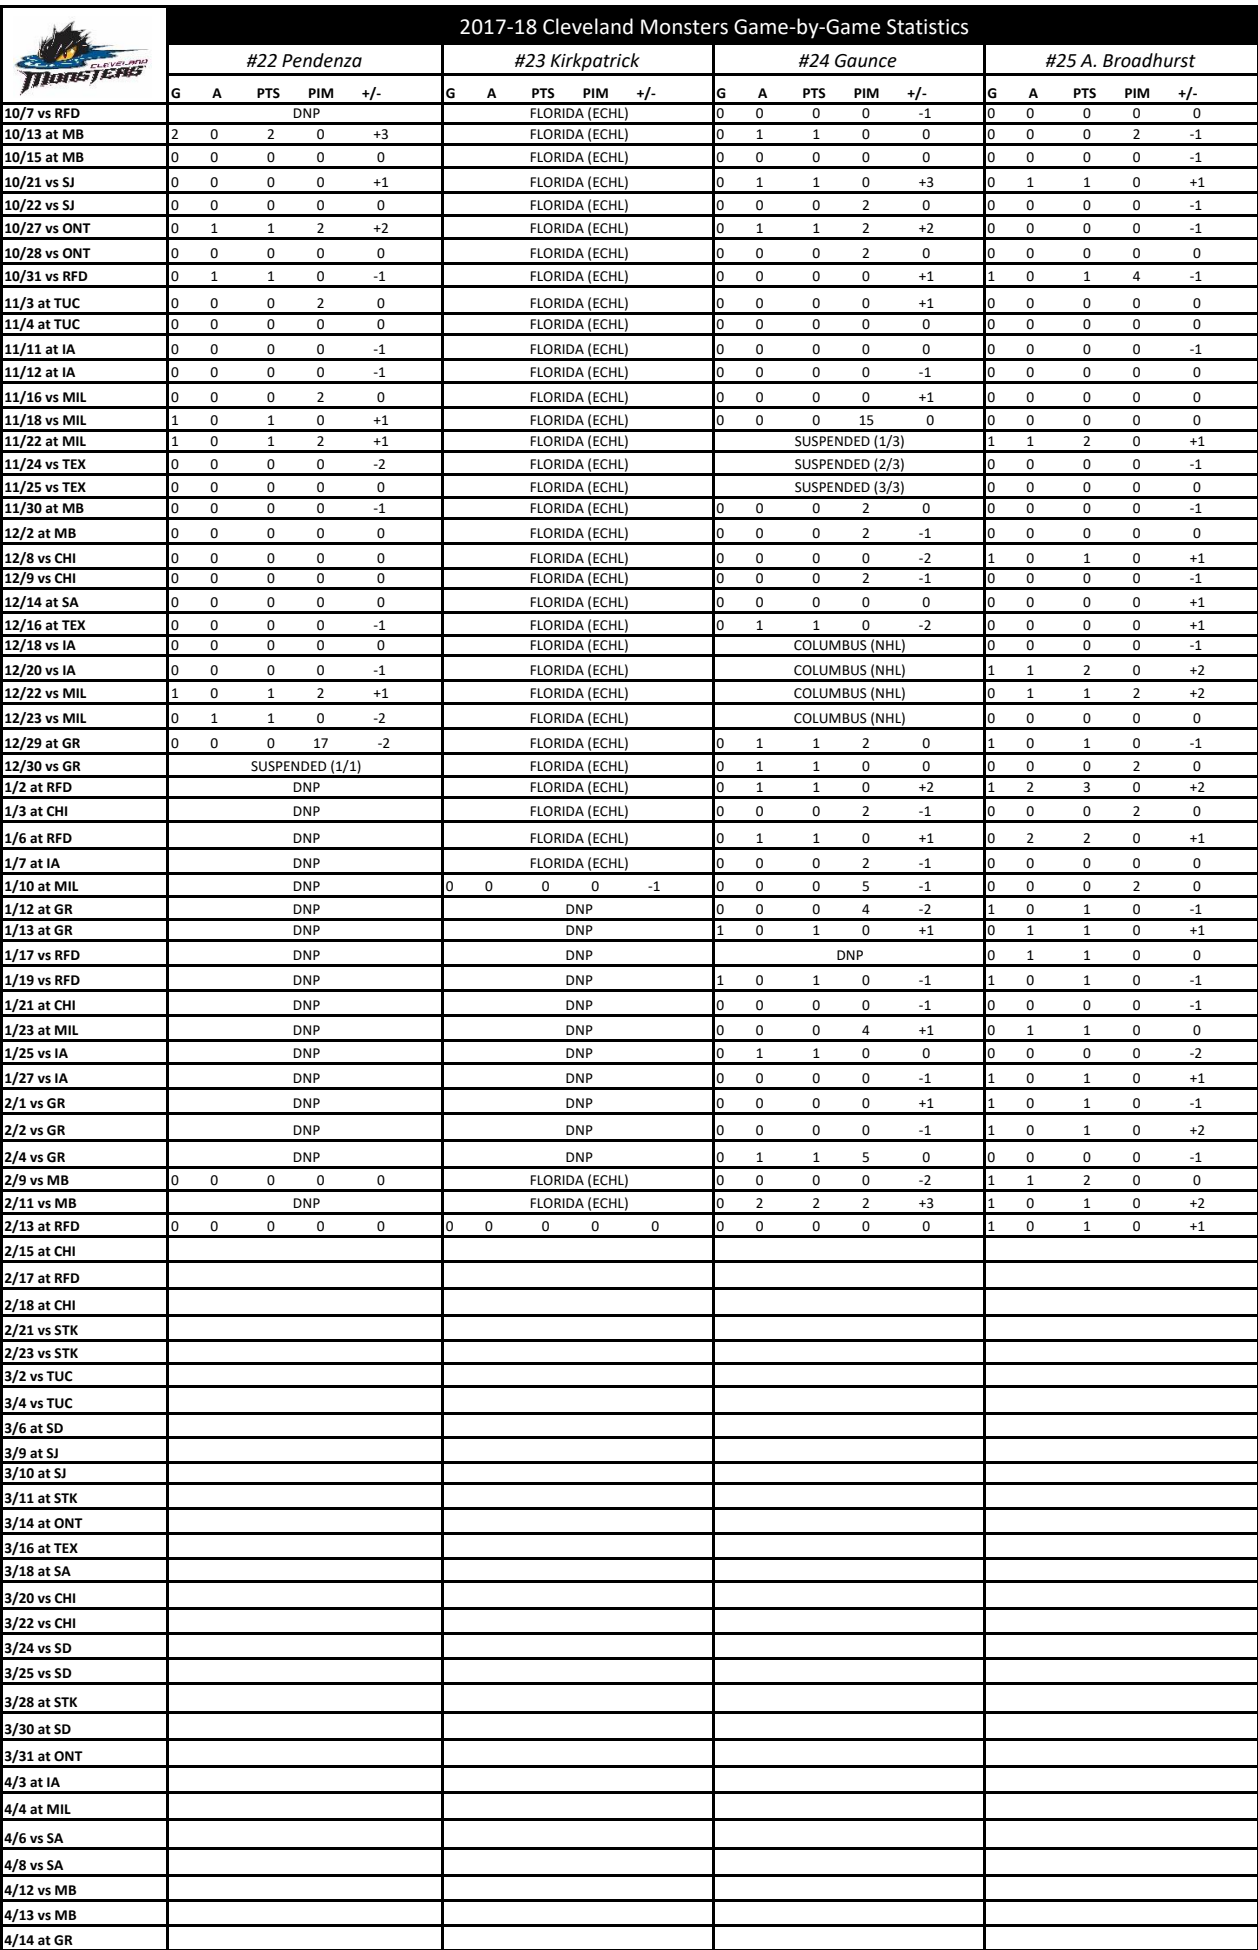 2017-18 Cleveland Monsters Game-by-Game Statistics
CLEVELAND
MONSTERS
#22 Pendenza #23 Kirkpatrick #24 Gaunce #25 A. Broadhurst
G A PTS PIM +/- G A PTS PIM +/- G A PTS PIM +/- G A PTS PIM +/-
10/7 vs RFD DNP FLORIDA (ECHL) 0 0 0 0 -1 0 0 0 0 0
10/13 at MB 2 0 2 0 +3 FLORIDA (ECHL) 0 1 1 0 0 0 0 0 2 -1
10/15 at MB 0 0 0 0 0 FLORIDA (ECHL) 0 0 0 0 0 0 0 0 0 -1
10/21 vs SJ 0 0 0 0 +1 FLORIDA (ECHL) 0 1 1 0 +3 0 1 1 0 +1
10/22 vs SJ 0 0 0 0 0 FLORIDA (ECHL) 0 0 0 2 0 0 0 0 0 -1
10/27 vs ONT 0 1 1 2 +2 FLORIDA (ECHL) 0 1 1 2 +2 0 0 0 0 -1
10/28 vs ONT 0 0 0 0 0 FLORIDA (ECHL) 0 0 0 2 0 0 0 0 0 0
10/31 vs RFD 0 1 1 0 -1 FLORIDA (ECHL) 0 0 0 0 +1 1 0 1 4 -1
11/3 at TUC 0 0 0 2 0 FLORIDA (ECHL) 0 0 0 0 +1 0 0 0 0 0
11/4 at TUC 0 0 0 0 0 FLORIDA (ECHL) 0 0 0 0 0 0 0 0 0 0
11/11 at IA 0 0 0 0 -1 FLORIDA (ECHL) 0 0 0 0 0 0 0 0 0 -1
11/12 at IA 0 0 0 0 -1 FLORIDA (ECHL) 0 0 0 0 -1 0 0 0 0 0
11/16 vs MIL 0 0 0 2 0 FLORIDA (ECHL) 0 0 0 0 +1 0 0 0 0 0
11/18 vs MIL 1 0 1 0 +1 FLORIDA (ECHL) 0 0 0 15 0 0 0 0 0 0
11/22 at MIL 1 0 1 2 +1 FLORIDA (ECHL) SUSPENDED (1/3) 1 1 2 0 +1
11/24 vs TEX 0 0 0 0 -2 FLORIDA (ECHL) SUSPENDED (2/3) 0 0 0 0 -1
11/25 vs TEX 0 0 0 0 0 FLORIDA (ECHL) SUSPENDED (3/3) 0 0 0 0 0
11/30 at MB 0 0 0 0 -1 FLORIDA (ECHL) 0 0 0 2 0 0 0 0 0 -1
12/2 at MB 0 0 0 0 0 FLORIDA (ECHL) 0 0 0 2 -1 0 0 0 0 0
12/8 vs CHI 0 0 0 0 0 FLORIDA (ECHL) 0 0 0 0 -2 1 0 1 0 +1
12/9 vs CHI 0 0 0 0 0 FLORIDA (ECHL) 0 0 0 2 -1 0 0 0 0 -1
12/14 at SA 0 0 0 0 0 FLORIDA (ECHL) 0 0 0 0 0 0 0 0 0 +1
12/16 at TEX 0 0 0 0 -1 FLORIDA (ECHL) 0 1 1 0 -2 0 0 0 0 +1
12/18 vs IA 0 0 0 0 0 FLORIDA (ECHL) COLUMBUS (NHL) 0 0 0 0 -1
12/20 vs IA 0 0 0 0 -1 FLORIDA (ECHL) COLUMBUS (NHL) 1 1 2 0 +2
12/22 vs MIL 1 0 1 2 +1 FLORIDA (ECHL) COLUMBUS (NHL) 0 1 1 2 +2
12/23 vs MIL 0 1 1 0 -2 FLORIDA (ECHL) COLUMBUS (NHL) 0 0 0 0 0
12/29 at GR 0 0 0 17 -2 FLORIDA (ECHL) 0 1 1 2 0 1 0 1 0 -1
12/30 vs GR SUSPENDED (1/1) FLORIDA (ECHL) 0 1 1 0 0 0 0 0 2 0
1/2 at RFD DNP FLORIDA (ECHL) 0 1 1 0 +2 1 2 3 0 +2
1/3 at CHI DNP FLORIDA (ECHL) 0 0 0 2 -1 0 0 0 2 0
1/6 at RFD DNP FLORIDA (ECHL) 0 1 1 0 +1 0 2 2 0 +1
1/7 at IA DNP FLORIDA (ECHL) 0 0 0 2 -1 0 0 0 0 0
1/10 at MIL DNP 0 0 0 0 -1 0 0 0 5 -1 0 0 0 2 0
1/12 at GR DNP DNP 0 0 0 4 -2 1 0 1 0 -1
1/13 at GR DNP DNP 1 0 1 0 +1 0 1 1 0 +1
1/17 vs RFD DNP DNP DNP 0 1 1 0 0
1/19 vs RFD DNP DNP 1 0 1 0 -1 1 0 1 0 -1
1/21 at CHI DNP DNP 0 0 0 0 -1 0 0 0 0 -1
1/23 at MIL DNP DNP 0 0 0 4 +1 0 1 1 0 0
1/25 vs IA DNP DNP 0 1 1 0 0 0 0 0 0 -2
1/27 vs IA DNP DNP 0 0 0 0 -1 1 0 1 0 +1
2/1 vs GR DNP DNP 0 0 0 0 +1 1 0 1 0 -1
2/2 vs GR DNP DNP 0 0 0 0 -1 1 0 1 0 +2
2/4 vs GR DNP DNP 0 1 1 5 0 0 0 0 0 -1
2/9 vs MB 0 0 0 0 0 FLORIDA (ECHL) 0 0 0 0 -2 1 1 2 0 0
2/11 vs MB DNP FLORIDA (ECHL) 0 2 2 2 +3 1 0 1 0 +2
2/13 at RFD 0 0 0 0 0 0 0 0 0 0 0 0 0 0 0 1 0 1 0 +1
2/15 at CHI
2/17 at RFD
2/18 at CHI
2/21 vs STK
2/23 vs STK
3/2 vs TUC
3/4 vs TUC
3/6 at SD
3/9 at SJ
3/10 at SJ
3/11 at STK
3/14 at ONT
3/16 at TEX
3/18 at SA
3/20 vs CHI
3/22 vs CHI
3/24 vs SD
3/25 vs SD
3/28 at STK
3/30 at SD
3/31 at ONT
4/3 at IA
4/4 at MIL
4/6 vs SA
4/8 vs SA
4/12 vs MB
4/13 vs MB
4/14 at GR